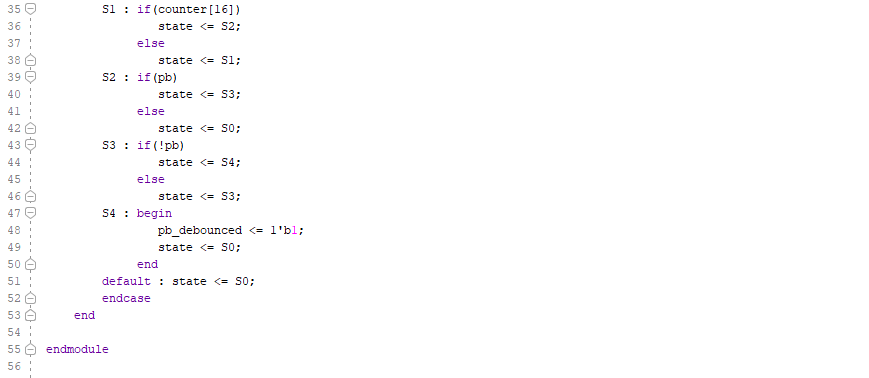 35 S1 : if(counter[16])
36 state <= S2;
37 else
38 state <= S1;
39 S2 : if(pb)
40 state <= S3;
41 else
42 state <= S0;
43 S3 : if(!pb)
44 state <= S4;
45 else
46 state <= S3;
47 S4 : begin
48 pb_debounced <= 1'b1;
49 state <= S0;
50 end
51 default : state <= S0;
52 endcase
53 end
54
55 endmodule
56